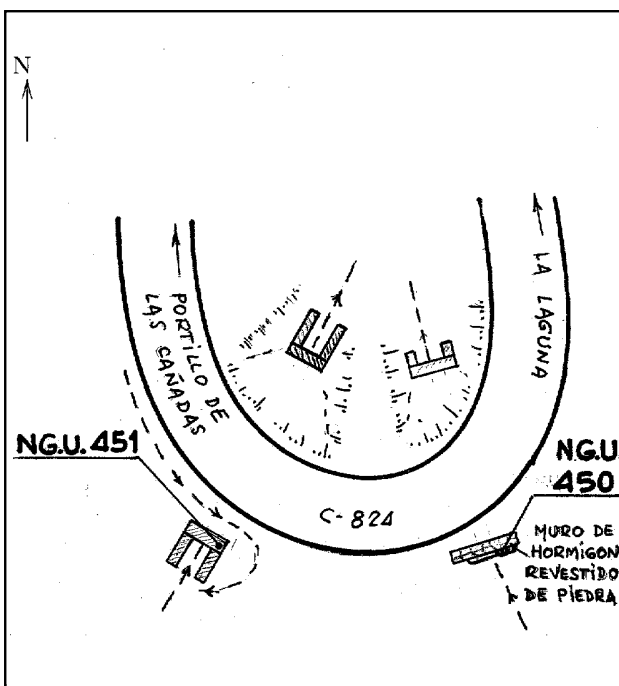 N
PORTILLO DE
LAS CAÑADAS
LA LAGUNA
NG.U. 451
NG.U.
450
C-824
MURO DE
HORMIGON
REVESTIDO
DE PIEDRA